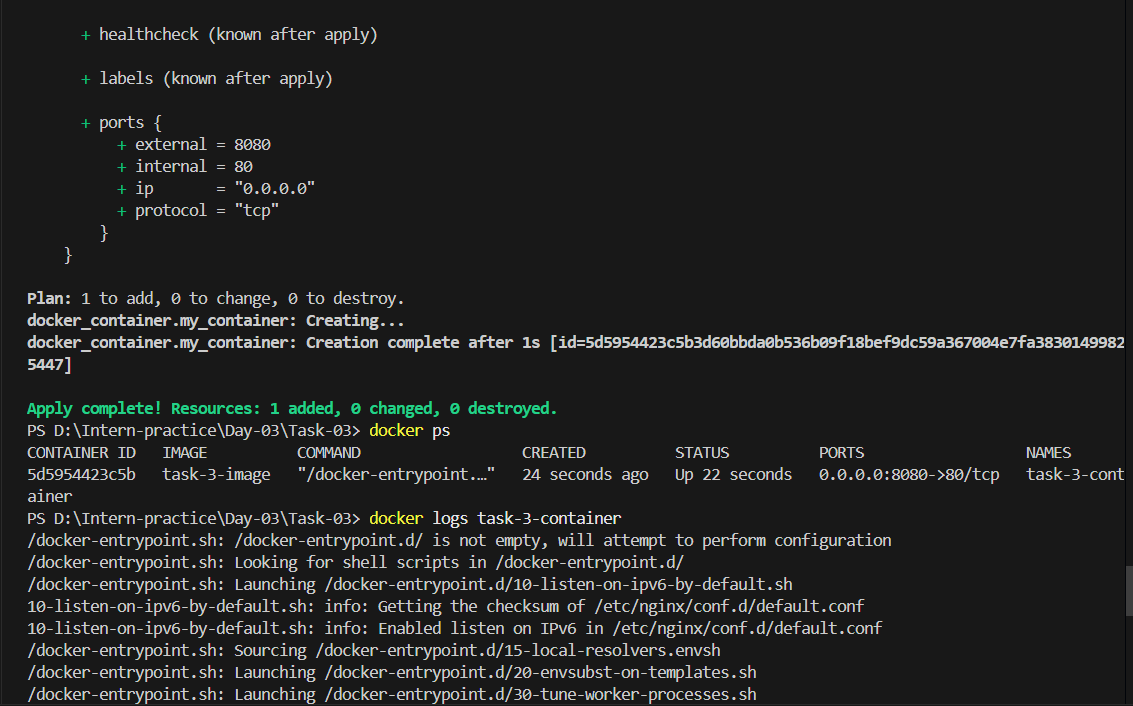 + healthcheck (known after apply)
+ labels (known after apply)
+ ports {
+ external = 8080
+ internal = 80
+ ip       = "0.0.0.0"
+ protocol = "tcp"
}
}
Plan: 1 to add, 0 to change, 0 to destroy.
docker_container.my_container: Creating...
docker_container.my_container: Creation complete after 1s [id=5d5954423c5b3d60bbda0b536b09f18bef9dc59a367004e7fa3830149982
5447]
Apply complete! Resources: 1 added, 0 changed, 0 destroyed.
PS D:\Intern-practice\Day-03\Task-03> docker ps
CONTAINER ID   IMAGE          COMMAND                  CREATED          STATUS          PORTS                  NAMES
5d5954423c5b   task-3-image   "/docker-entrypoint.…"   24 seconds ago   Up 22 seconds   0.0.0.0:8080->80/tcp   task-3-cont
ainer
PS D:\Intern-practice\Day-03\Task-03> docker logs task-3-container
/docker-entrypoint.sh: /docker-entrypoint.d/ is not empty, will attempt to perform configuration
/docker-entrypoint.sh: Looking for shell scripts in /docker-entrypoint.d/
/docker-entrypoint.sh: Launching /docker-entrypoint.d/10-listen-on-ipv6-by-default.sh
10-listen-on-ipv6-by-default.sh: info: Getting the checksum of /etc/nginx/conf.d/default.conf
10-listen-on-ipv6-by-default.sh: info: Enabled listen on IPv6 in /etc/nginx/conf.d/default.conf
/docker-entrypoint.sh: Sourcing /docker-entrypoint.d/15-local-resolvers.envsh
/docker-entrypoint.sh: Launching /docker-entrypoint.d/20-envsubst-on-templates.sh
/docker-entrypoint.sh: Launching /docker-entrypoint.d/30-tune-worker-processes.sh